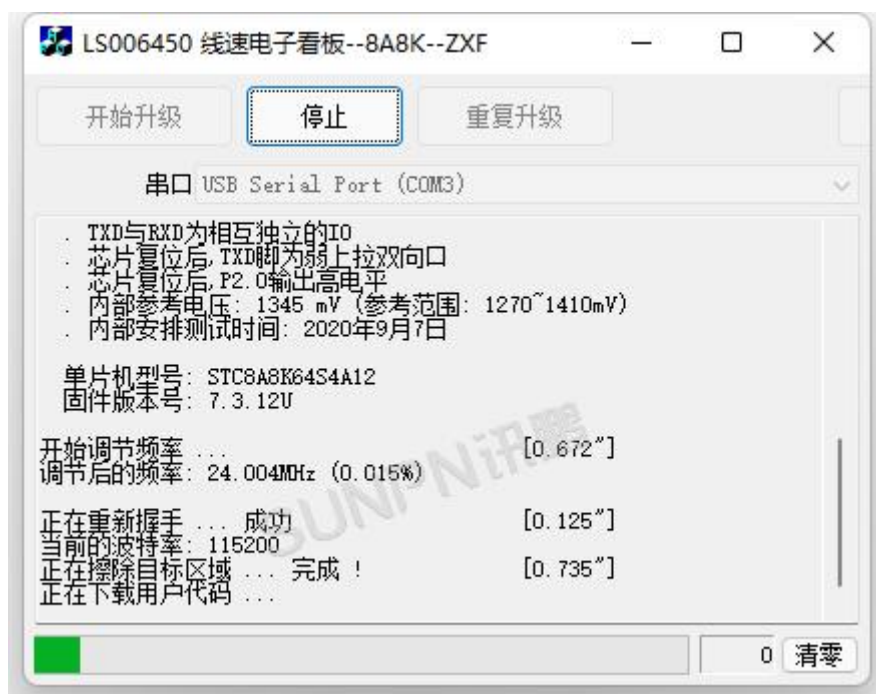 LS006450 线速电子看板--8A8K--ZXF
开始升级 停止 重复升级
串口 USB Serial Port (COM3)
. TXD与RXD为相互独立的IO
. 芯片复位后,TXD脚为弱上拉双向口
. 芯片复位后,P2.0输出高电平
. 内部参考电压: 1345 mV (参考范围: 1270~1410mV)
. 内部安排测试时间: 2020年9月7日
单片机型号: STC8A8K64S4A12
固件版本号: 7.3.12U
开始调节频率 ... [0.672"]
调节后的频率: 24.004MHz (0.015%)
正在重新握手 ... 成功 [0.125"]
当前的波特率: 115200
正在擦除目标区域 ... 完成 ! [0.735"]
正在下载用户代码 ...
SUNPN讯鹏
0 清零